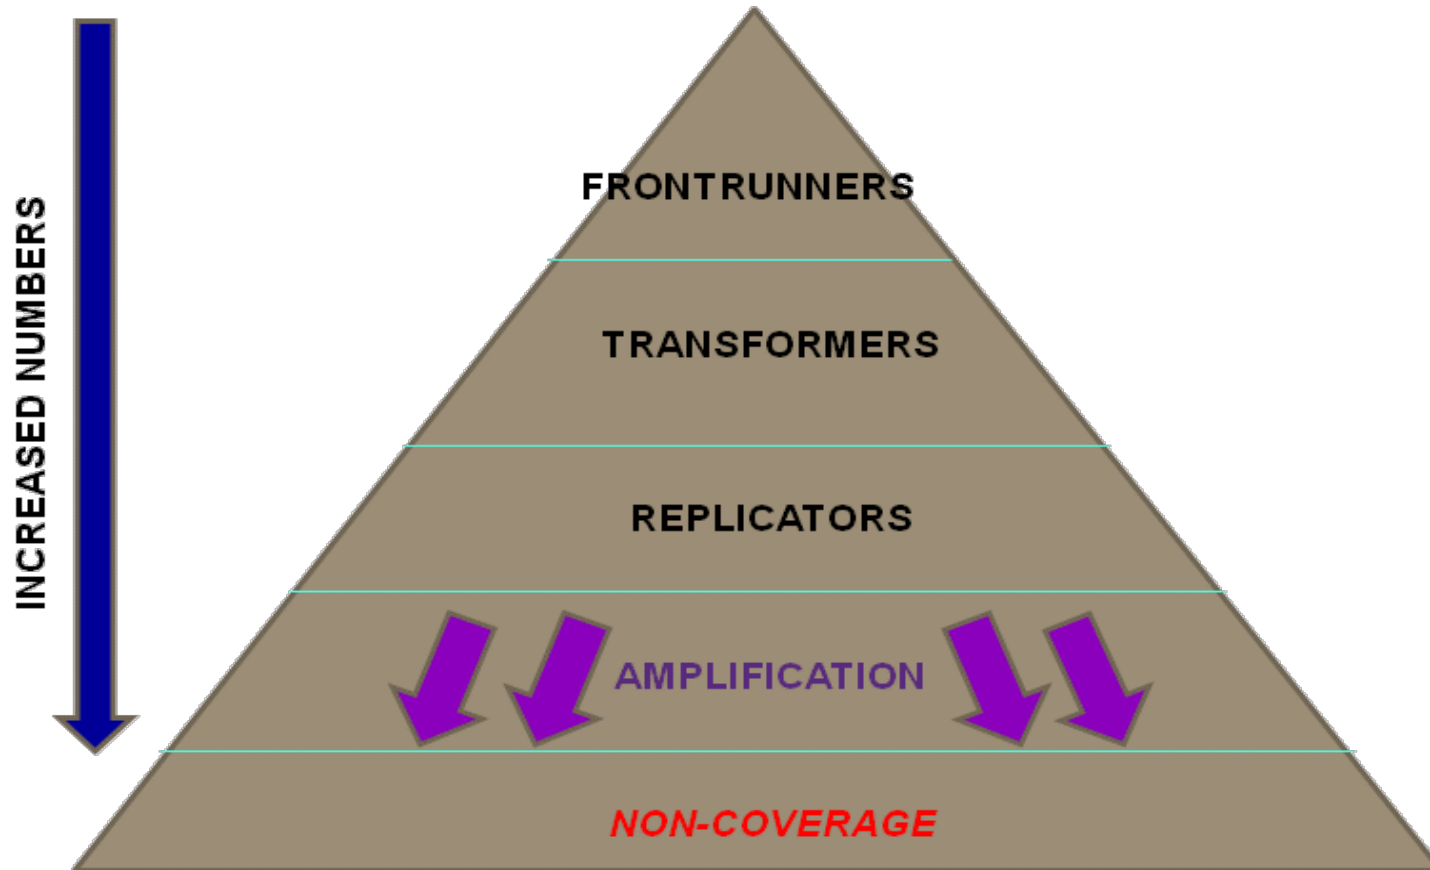 INCREASED NUMBERS
FRONTRUNNERS
TRANSFORMERS
REPLICATORS
AMPLIFICATION
NON-COVERAGE